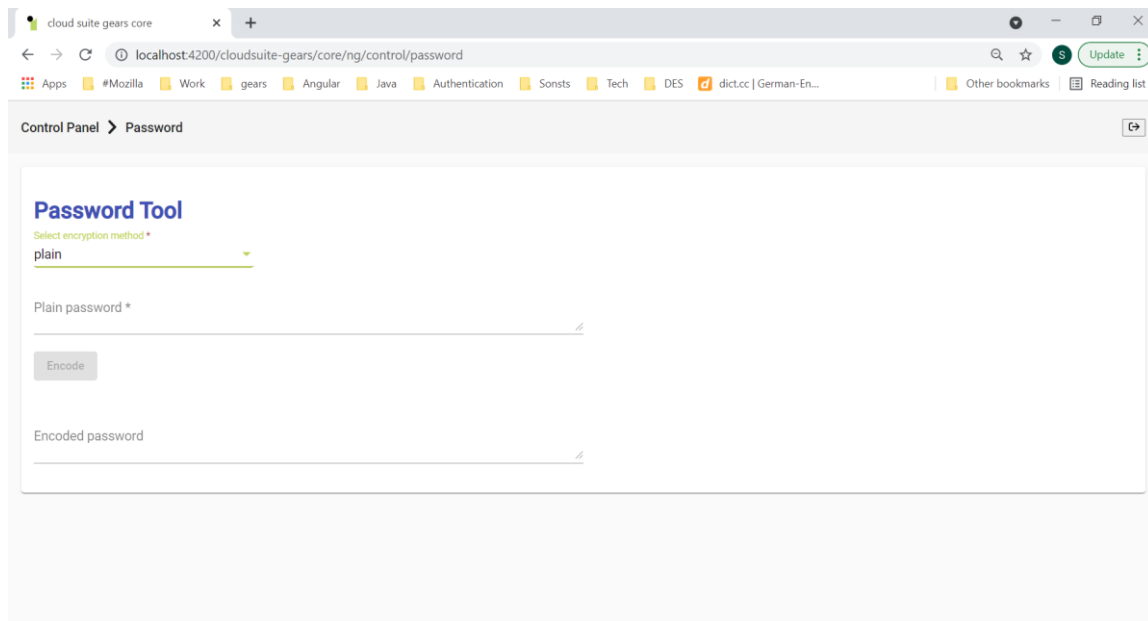 cloud suite gears core
localhost:4200/cloudsuite-gears/core/ng/control/password
S
Update
Apps #Mozilla Work gears Angular Java Authentication Sonsts Tech DES d dict.cc | German-En... Other bookmarks Reading list
Control Panel Password
Password Tool
Select encryption method *
plain
Plain password *
Encode
Encoded password